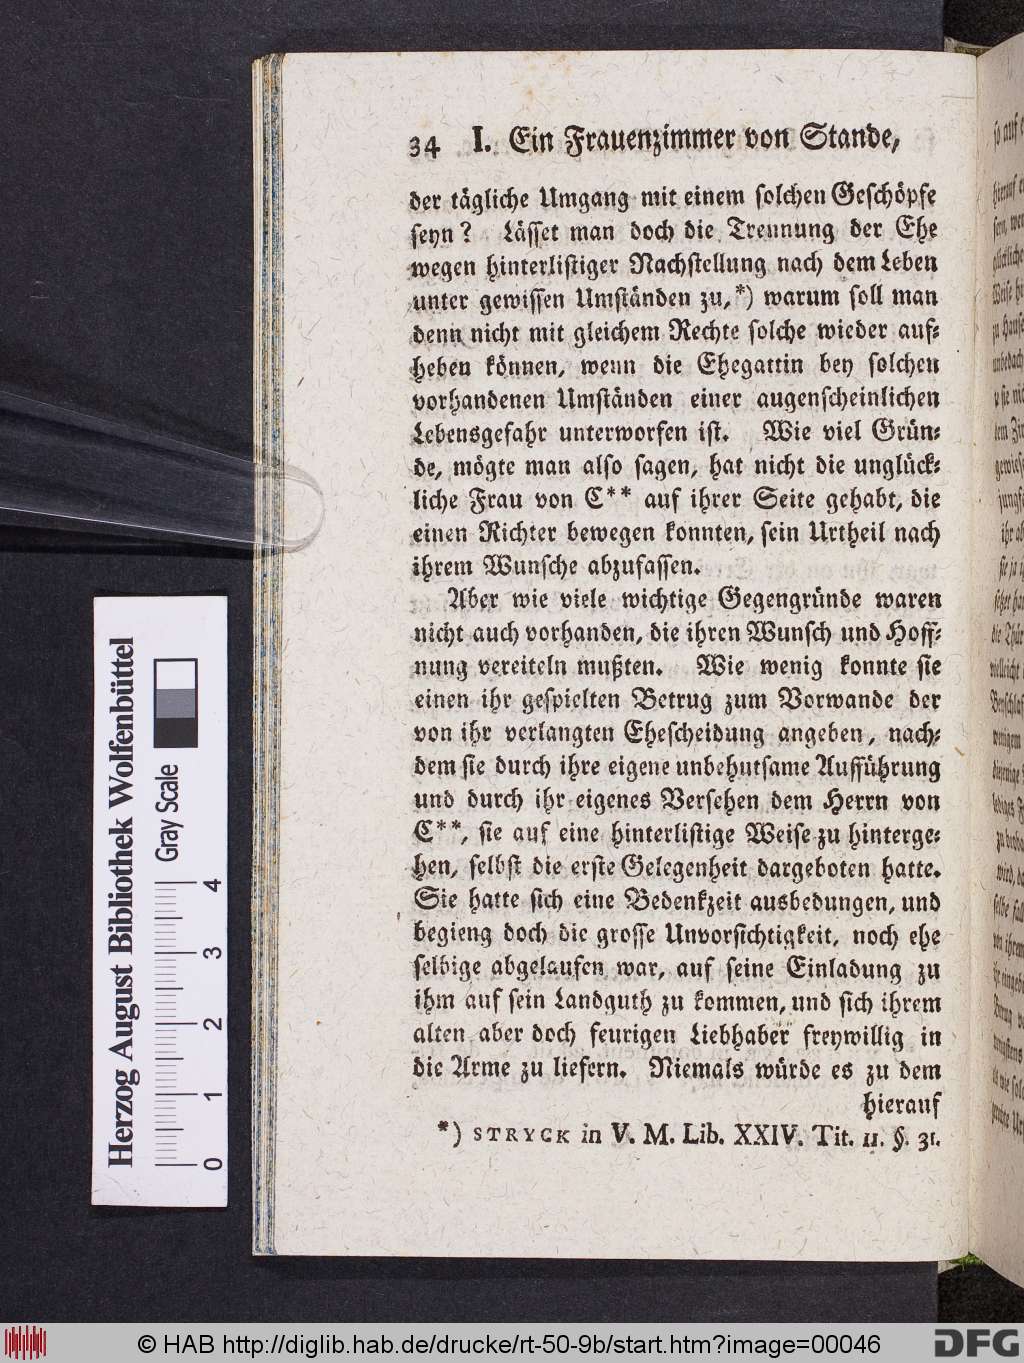 34 I. Ein Frauenzimmer von Stande,
der tägliche Umgang mit einem solchen Geschöpfe
seyn? Lässet man doch die Trennung der Ehe
wegen hinterlistiger Nachstellung nach dem Leben
unter gewissen Umständen zu,*) warum soll man
denn nicht mit gleichem Rechte solche wieder auf=
heben können, wenn die Ehegattin bey solchen
vorhandenen Umständen einer augenscheinlichen
Lebensgefahr unterworfen ist. Wie viel Grün=
de, mögte man also sagen, hat nicht die unglück=
liche Frau von C** auf ihrer Seite gehabt, die
einen Richter bewegen konnten, sein Urtheil nach
ihrem Wunsche abzufassen.
Aber wie viele wichtige Gegengründe waren
nicht auch vorhanden, die ihren Wunsch und Hoff=
nung vereiteln mußten. Wie wenig konnte sie
einen ihr gespielten Betrug zum Vorwande der
von ihr verlangten Ehescheidung angeben, nach=
dem sie durch ihre eigene unbehutsame Aufführung
und durch ihr eigenes Versehen dem Herrn von
C**, sie auf eine hinterlistige Weise zu hinterge=
hen, selbst die erste Gelegenheit dargeboten hatte.
Sie hatte sich eine Bedenkzeit ausbedungen, und
begieng doch die grosse Unvorsichtigkeit, noch ehe
selbige abgelaufen war, auf seine Einladung zu
ihm auf sein Landguth zu kommen, und sich ihrem
alten aber doch feurigen Liebhaber freywillig in
die Arme zu liefern. Niemals würde es zu dem
hierauf
*) STRYCK in V. M. Lib. XXIV. Tit. II. §. 31.
Herzog August Bibliothek Wolfenbüttel
Gray Scale
0 1 2 3 4
© HAB http://diglib.hab.de/drucke/rt-50-9b/start.htm?image=00046
DFG